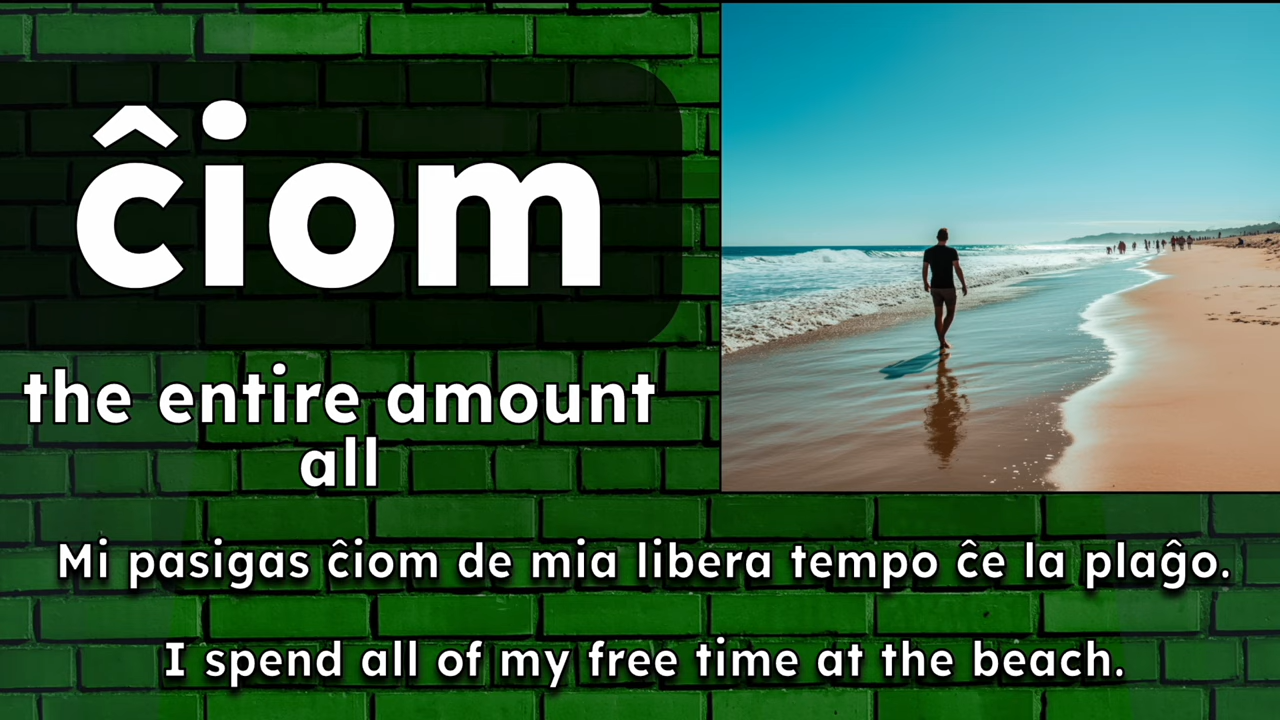 ĉiom
the entire amount
all
Mi pasigas ĉiom de mia libera tempo ĉe la plaĝo.
I spend all of my free time at the beach.